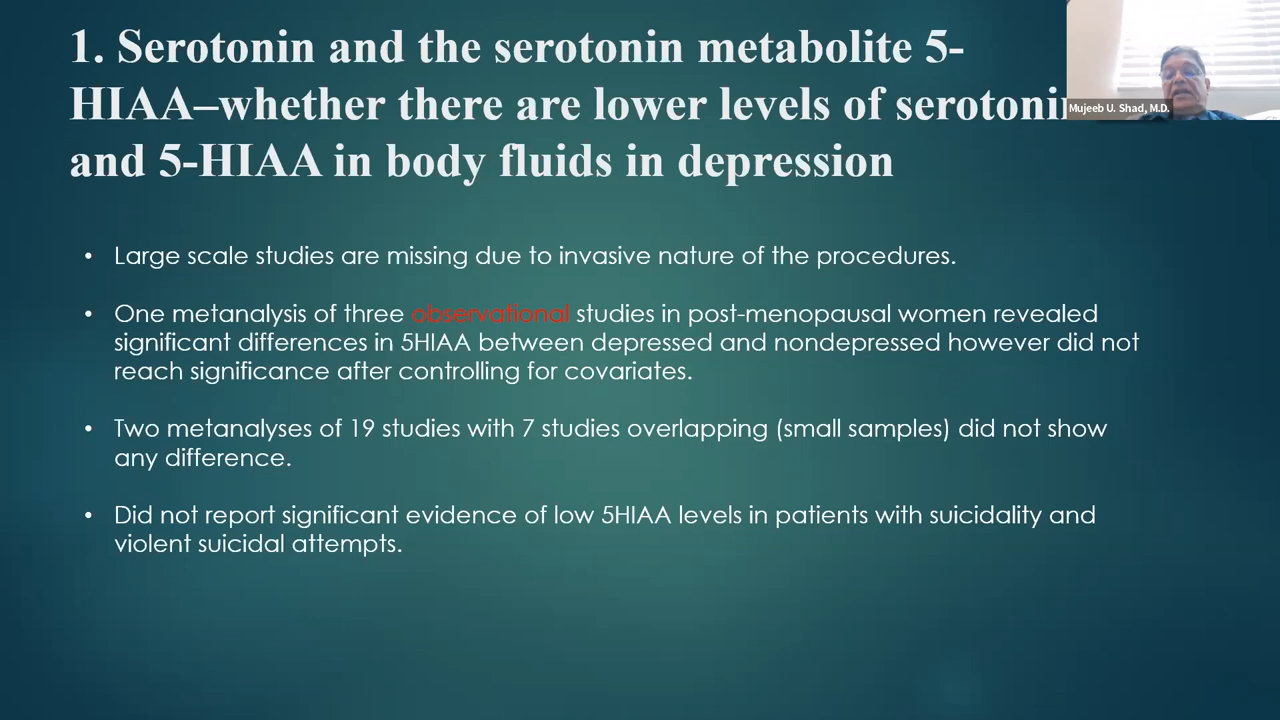 1. Serotonin and the serotonin metabolite 5-
HIAA–whether there are lower levels of serotonin
and 5-HIAA in body fluids in depression
Mujeeb U. Shad, M.D.
• Large scale studies are missing due to invasive nature of the procedures.
• One metanalysis of three observational studies in post-menopausal women revealed
significant differences in 5HIAA between depressed and nondepressed however did not
reach significance after controlling for covariates.
• Two metanalyses of 19 studies with 7 studies overlapping (small samples) did not show
any difference.
• Did not report significant evidence of low 5HIAA levels in patients with suicidality and
violent suicidal attempts.